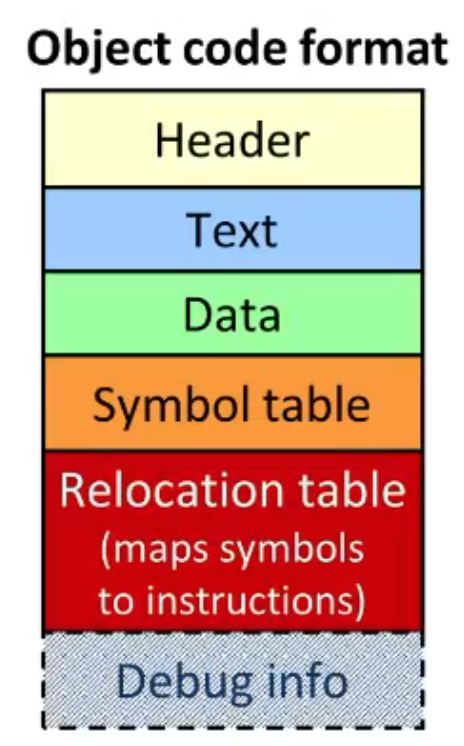 Object code format
Header
Text
Data
Symbol table
Relocation table
(maps symbols
to instructions)
Debug info